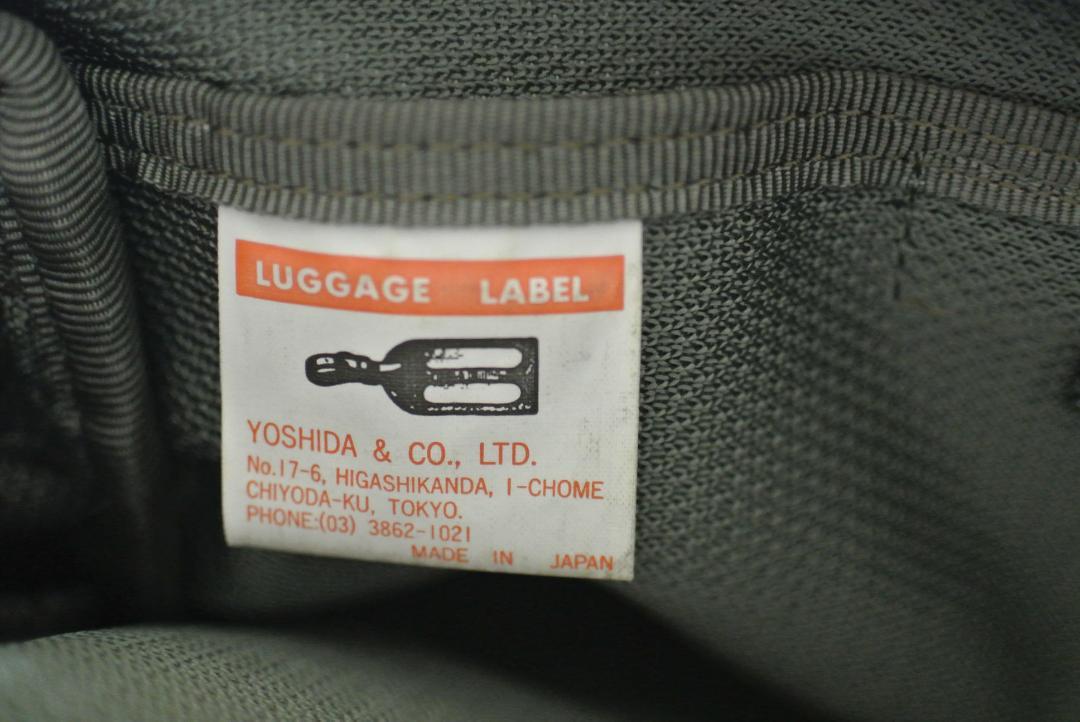 LUGGAGE LABEL
YOSHIDA & CO., LTD.
No.17-6, HIGASHIKANDA, 1-CHOME
CHIYODA-KU, TOKYO.
PHONE:(03) 3862-1021
MADE IN JAPAN